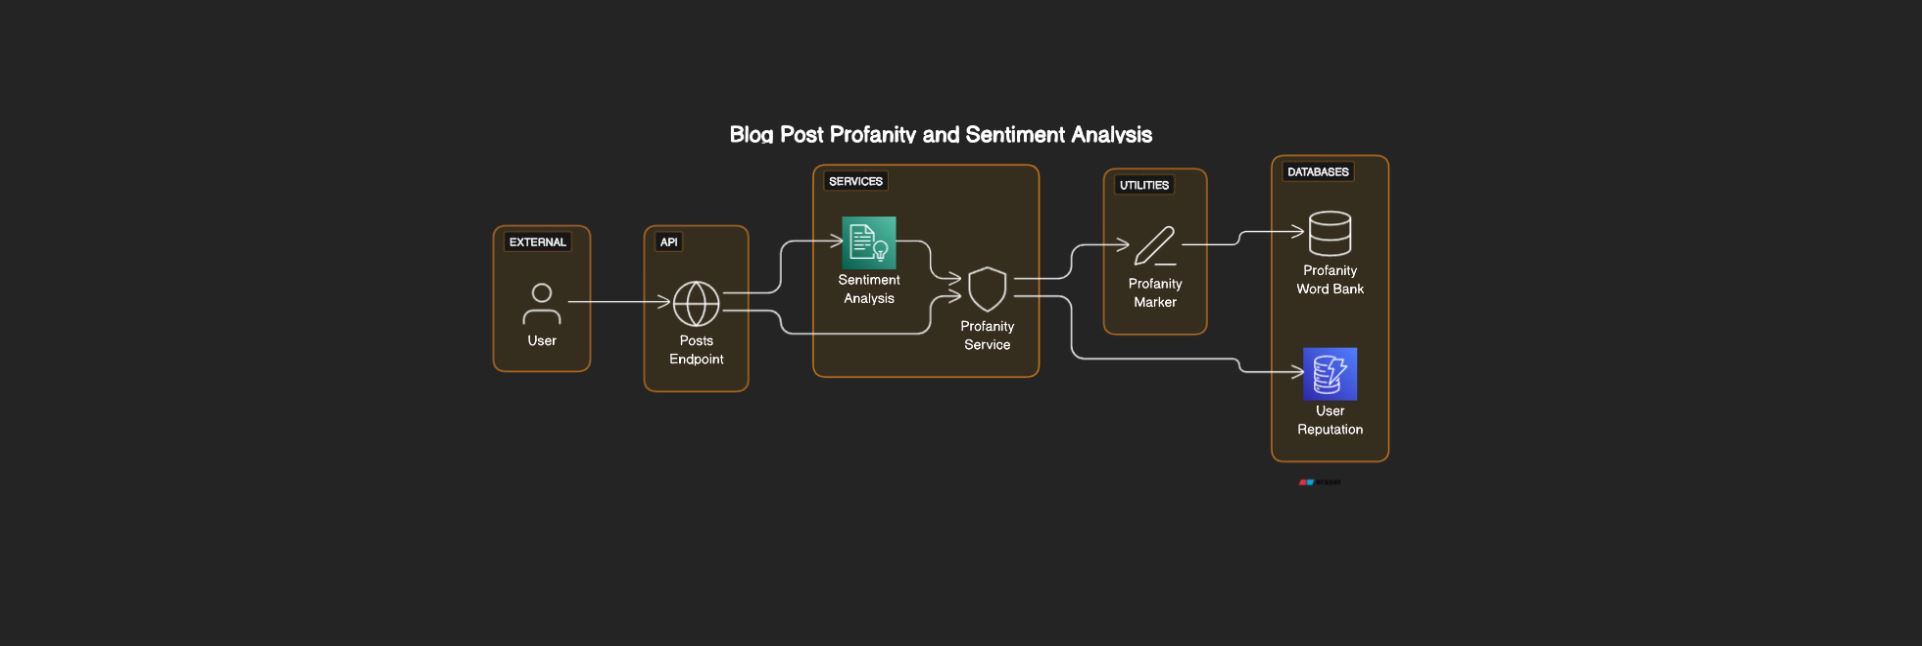 Blog Post Profanity and Sentiment Analysis
EXTERNAL
User
API
Posts
Endpoint
SERVICES
Sentiment
Analysis
Profanity
Service
UTILITIES
Profanity
Marker
DATABASES
Profanity
Word Bank
User
Reputation